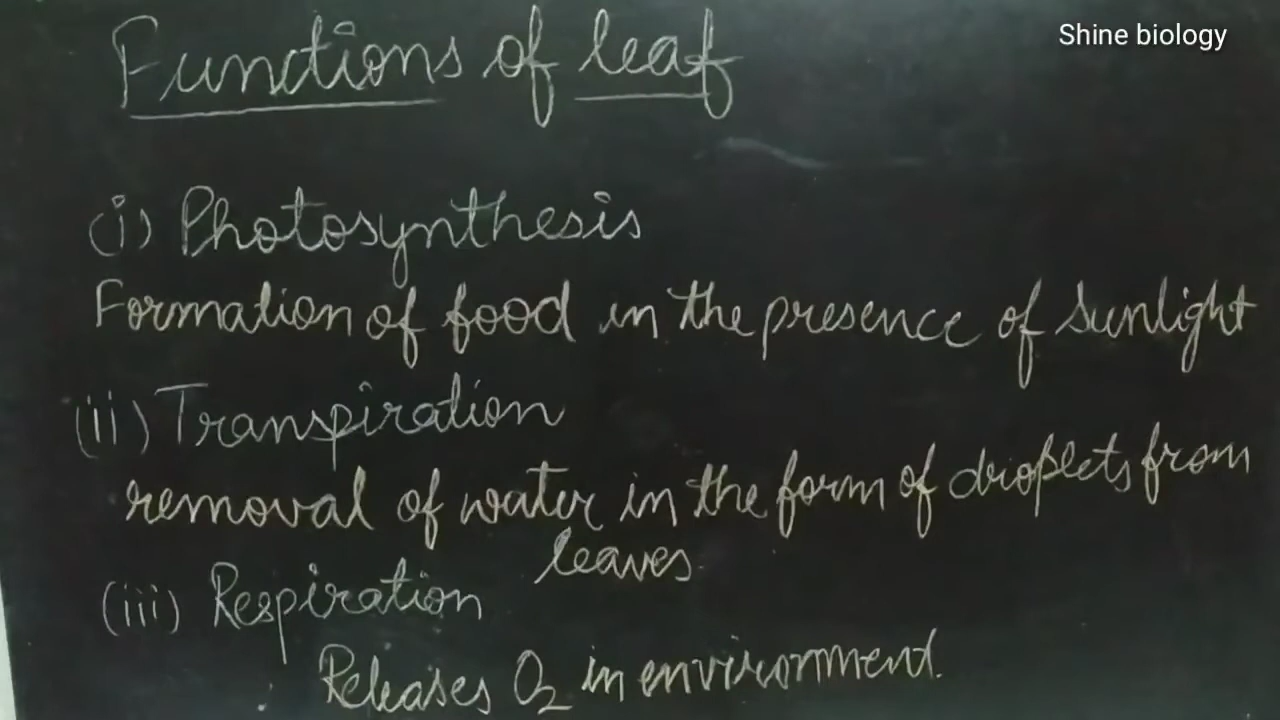 Shine biology
Functions of leaf
(i) Photosynthesis
Formation of food in the presence of sunlight
(ii) Transpiration
removal of water in the form of droplets from
leaves.
(iii) Respiration
Releases O₂ in environment.